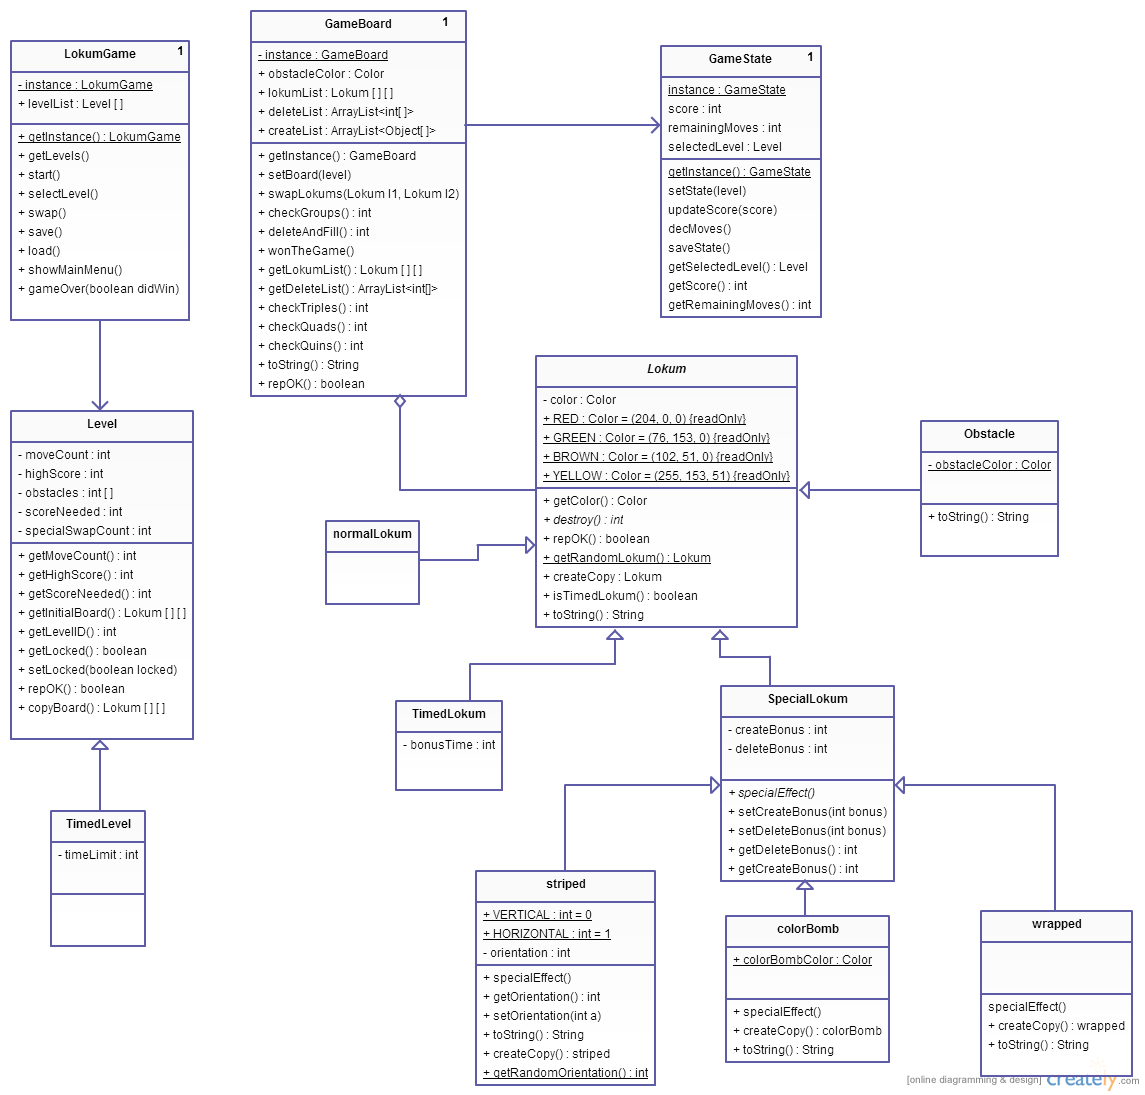 LokumGame 1
- instance : LokumGame
+ levelList : Level [ ]
+ getInstance() : LokumGame
+ getLevels()
+ start()
+ selectLevel()
+ swap()
+ save()
+ load()
+ showMainMenu()
+ gameOver(boolean didWin)
GameBoard 1
- instance : GameBoard
+ obstacleColor : Color
+ lokumList : Lokum [ ] [ ]
+ deleteList : ArrayList<int[ ]>
+ createList : ArrayList<Object[ ]>
+ getInstance() : GameBoard
+ setBoard(level)
+ swapLokums(Lokum l1, Lokum l2)
+ checkGroups() : int
+ deleteAndFill() : int
+ wonTheGame()
+ getLokumList() : Lokum [ ] [ ]
+ getDeleteList() : ArrayList<int[]>
+ checkTriples() : int
+ checkQuads() : int
+ checkQuins() : int
+ toString() : String
+ repOK() : boolean
GameState 1
instance : GameState
score : int
remainingMoves : int
selectedLevel : Level
getInstance() : GameState
setState(level)
updateScore(score)
decMoves()
saveState()
getSelectedLevel() : Level
getScore() : int
getRemainingMoves() : int
Level
- moveCount : int
- highScore : int
- obstacles : int [ ]
- scoreNeeded : int
- specialSwapCount : int
+ getMoveCount() : int
+ getHighScore() : int
+ getScoreNeeded() : int
+ getInitialBoard() : Lokum [ ] [ ]
+ getLevelID() : int
+ getLocked() : boolean
+ setLocked(boolean locked)
+ repOK() : boolean
+ copyBoard() : Lokum [ ] [ ]
Lokum
- color : Color
+ RED : Color = (204, 0, 0) {readOnly}
+ GREEN : Color = (76, 153, 0) {readOnly}
+ BROWN : Color = (102, 51, 0) {readOnly}
+ YELLOW : Color = (255, 153, 51) {readOnly}
+ getColor() : Color
+ destroy() : int
+ repOK() : boolean
+ getRandomLokum() : Lokum
+ createCopy : Lokum
+ isTimedLokum() : boolean
+ toString() : String
Obstacle
- obstacleColor : Color
+ toString() : String
normalLokum
TimedLokum
- bonusTime : int
SpecialLokum
- createBonus : int
- deleteBonus : int
+ specialEffect()
+ setCreateBonus(int bonus)
+ setDeleteBonus(int bonus)
+ getDeleteBonus() : int
+ getCreateBonus() : int
TimedLevel
- timeLimit : int
striped
+ VERTICAL : int = 0
+ HORIZONTAL : int = 1
- orientation : int
+ specialEffect()
+ getOrientation() : int
+ setOrientation(int a)
+ toString() : String
+ createCopy() : striped
+ getRandomOrientation() : int
colorBomb
+ colorBombColor : Color
+ specialEffect()
+ createCopy() : colorBomb
+ toString() : String
wrapped
specialEffect()
+ createCopy() : wrapped
+ toString() : String
[online diagramming & design] creately.com